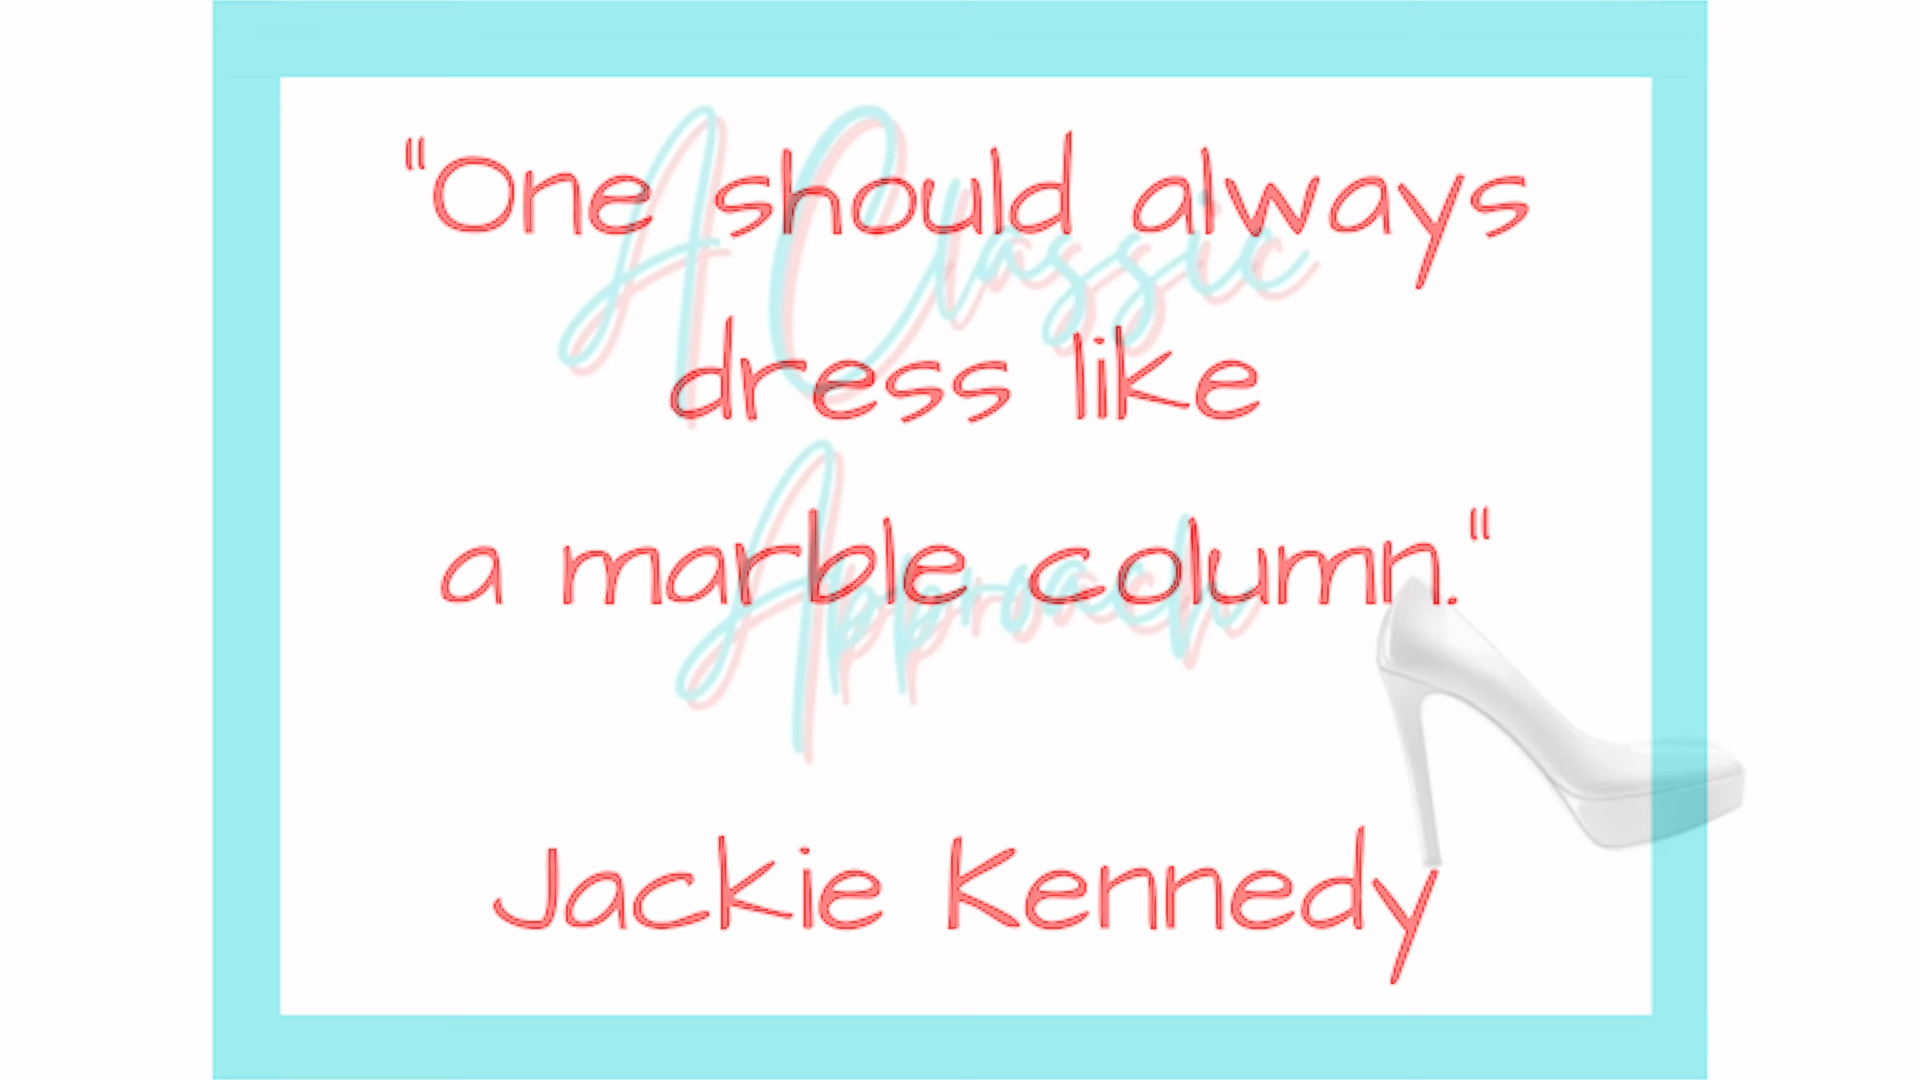 "One should always
dress like
a marble column."
Jackie Kennedy
A Classic
Approach